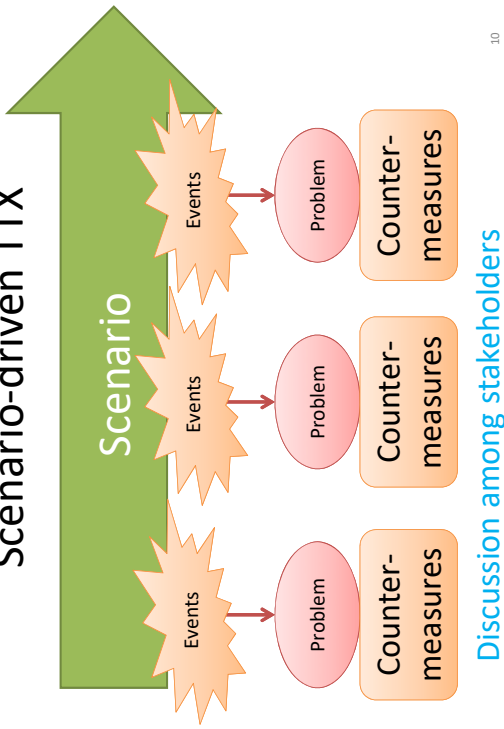 Scenario-driven TTX
Scenario
Events
Events
Events
Problem
Problem
Problem
Counter-
measures
Counter-
measures
Counter-
measures
Discussion among stakeholders
10